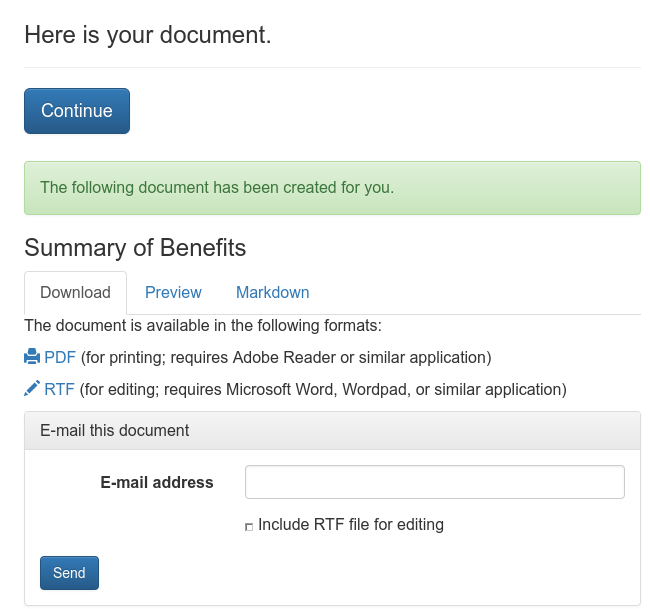 Here is your document.
Continue
The following document has been created for you.
Summary of Benefits
Download Preview Markdown
The document is available in the following formats:
PDF (for printing; requires Adobe Reader or similar application)
RTF (for editing; requires Microsoft Word, Wordpad, or similar application)
E-mail this document
E-mail address
Include RTF file for editing
Send